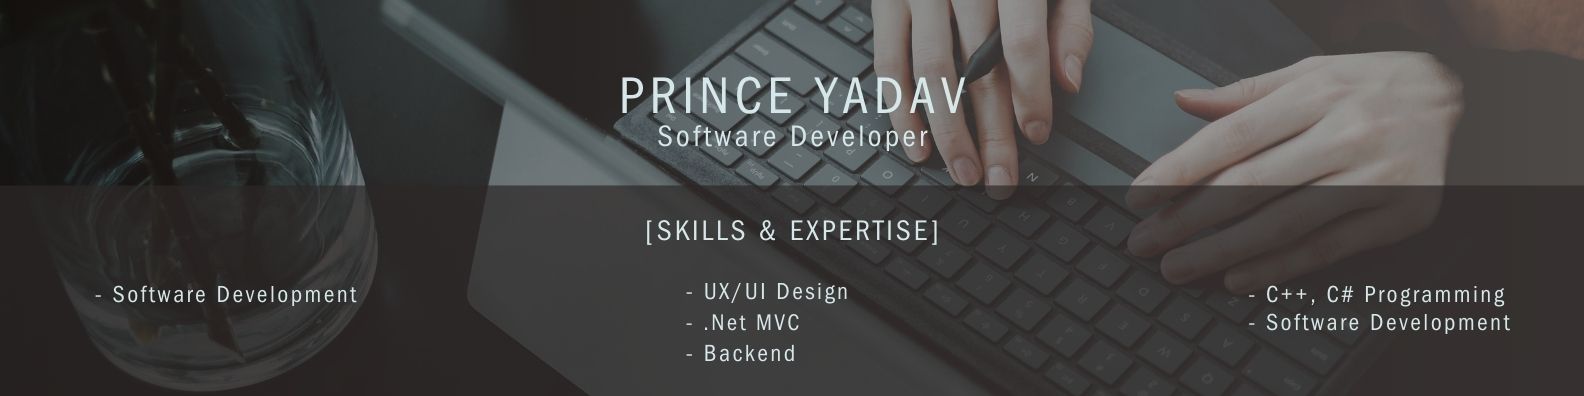 PRINCE YADAV
Software Developer
[SKILLS & EXPERTISE]
- Software Development
- UX/UI Design
- .Net MVC
- Backend
- C++, C# Programming
- Software Development